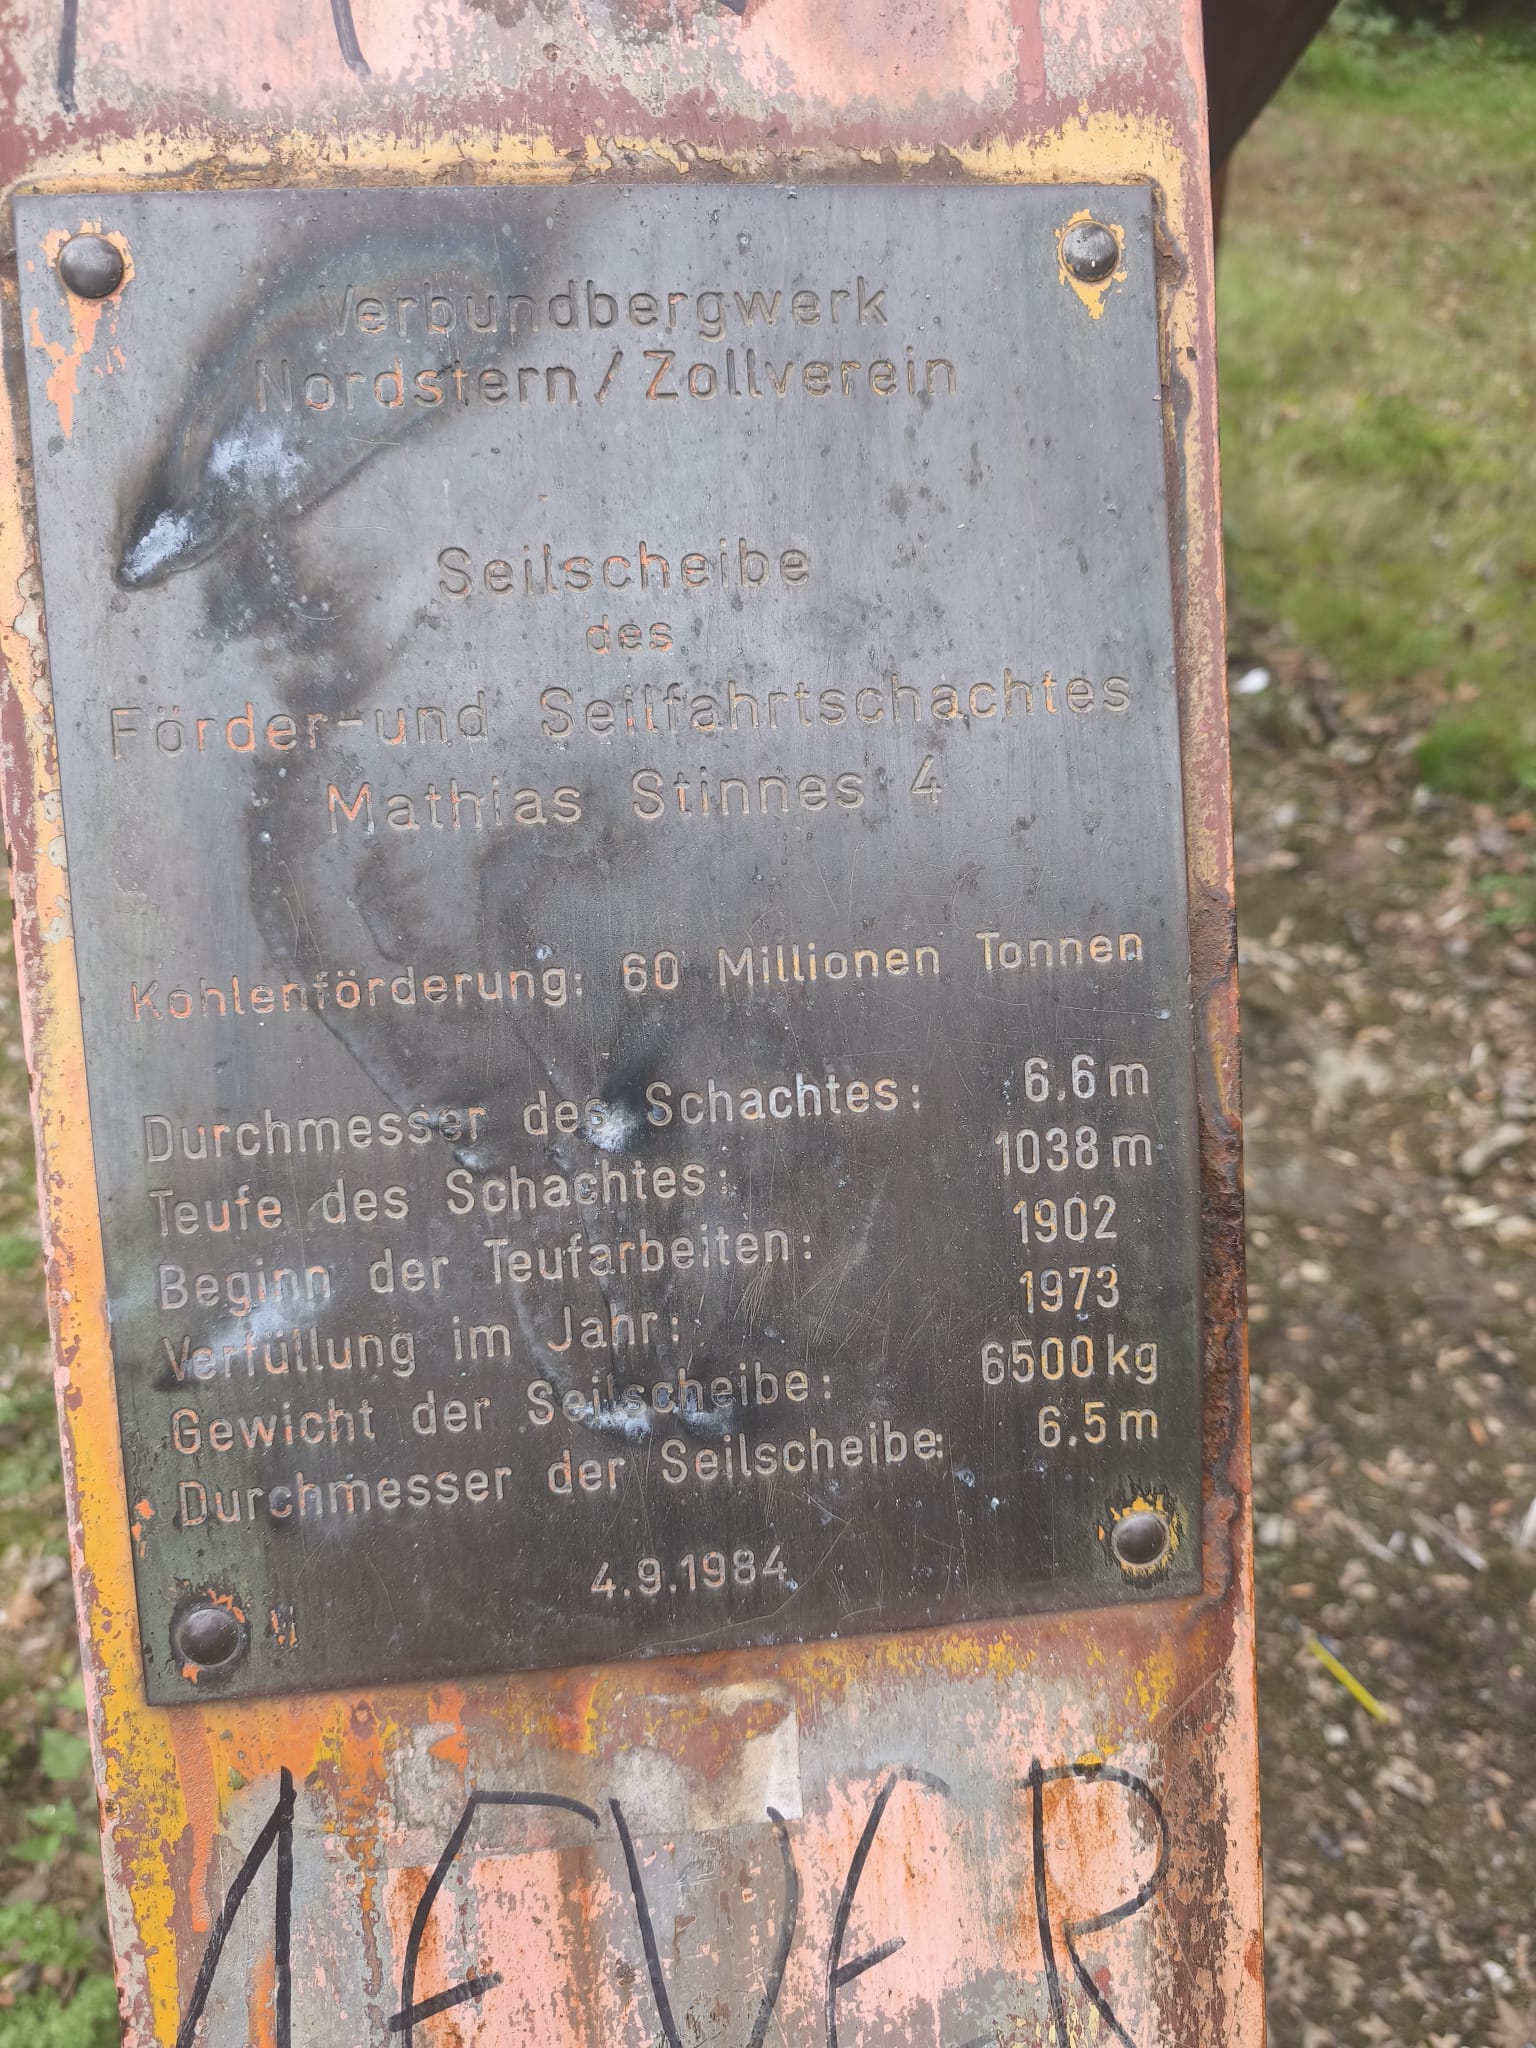 Verbundbergwerk
Nordstern / Zollverein
Seilscheibe
des
Förder-und Seilfahrtschachtes
Mathias Stinnes 4
Kohlenförderung: 60 Millionen Tonnen
Durchmesser des Schachtes: 6.6 m
Teufe des Schachtes: 1038 m
Beginn der Teufarbeiten: 1902
Verfüllung im Jahr: 1973
Gewicht der Seilscheibe: 6500 kg
Durchmesser der Seilscheibe: 6.5 m
4.9.1984